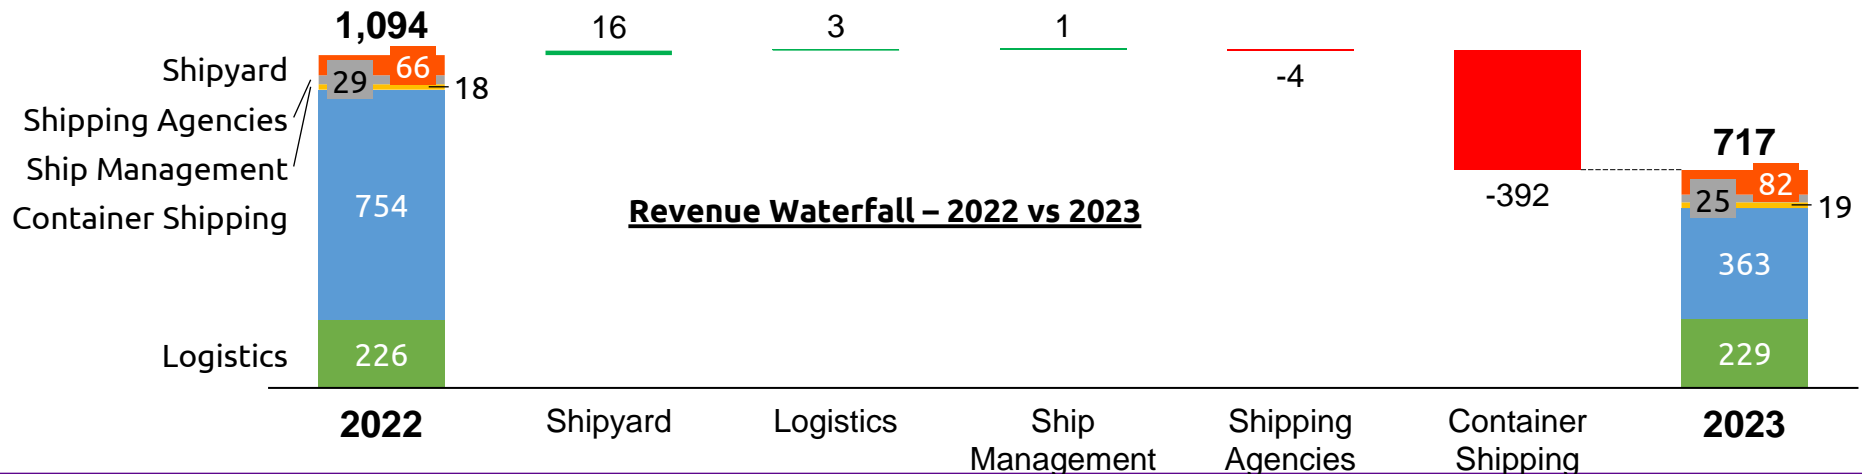 1,094
16
3
1
Shipyard
66
29
18
-4
Shipping Agencies
717
Ship Management
82
25
19
-392
754
Container Shipping
Revenue Waterfall – 2022 vs 2023
363
Logistics
226
229
2022
Shipyard
Logistics
Ship
Management
Shipping
Agencies
Container
Shipping
2023